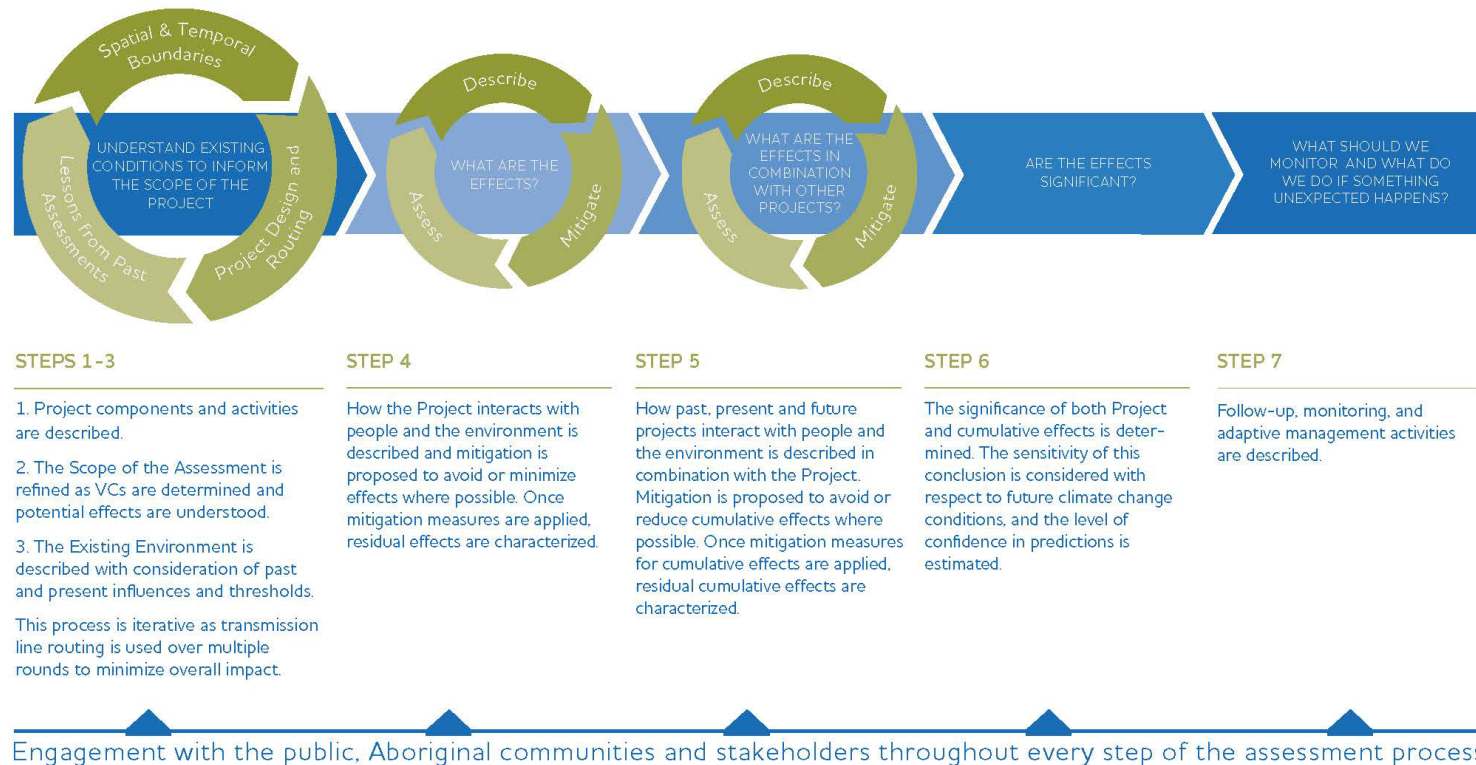 Spatial & Temporal
Boundaries
Lessons from Past
Assessments
Project Design and
Routing
UNDERSTAND EXISTING
CONDITIONS TO INFORM
THE SCOPE OF THE
PROJECT
Describe
Assess
Mitigate
WHAT ARE THE
EFFECTS?
Describe
Assess
Mitigate
WHAT ARE THE
EFFECTS IN
COMBINATION
WITH OTHER
PROJECTS?
ARE THE EFFECTS
SIGNIFICANT?
WHAT SHOULD WE
MONITOR AND WHAT DO
WE DO IF SOMETHING
UNEXPECTED HAPPENS?
STEPS 1-3
1. Project components and activities
are described.
2. The Scope of the Assessment is
refined as VCs are determined and
potential effects are understood.
3. The Existing Environment is
described with consideration of past
and present influences and thresholds.
This process is iterative as transmission
line routing is used over multiple
rounds to minimize overall impact.
STEP 4
How the Project interacts with
people and the environment is
described and mitigation is
proposed to avoid or minimize
effects where possible. Once
mitigation measures are applied,
residual effects are characterized.
STEP 5
How past, present and future
projects interact with people and
the environment is described in
combination with the Project.
Mitigation is proposed to avoid or
reduce cumulative effects where
possible. Once mitigation measures
for cumulative effects are applied,
residual cumulative effects are
characterized.
STEP 6
The significance of both Project
and cumulative effects is deter-
mined. The sensitivity of this
conclusion is considered with
respect to future climate change
conditions, and the level of
confidence in predictions is
estimated.
STEP 7
Follow-up, monitoring, and
adaptive management activities
are described.
Engagement with the public, Aboriginal communities and stakeholders throughout every step of the assessment process